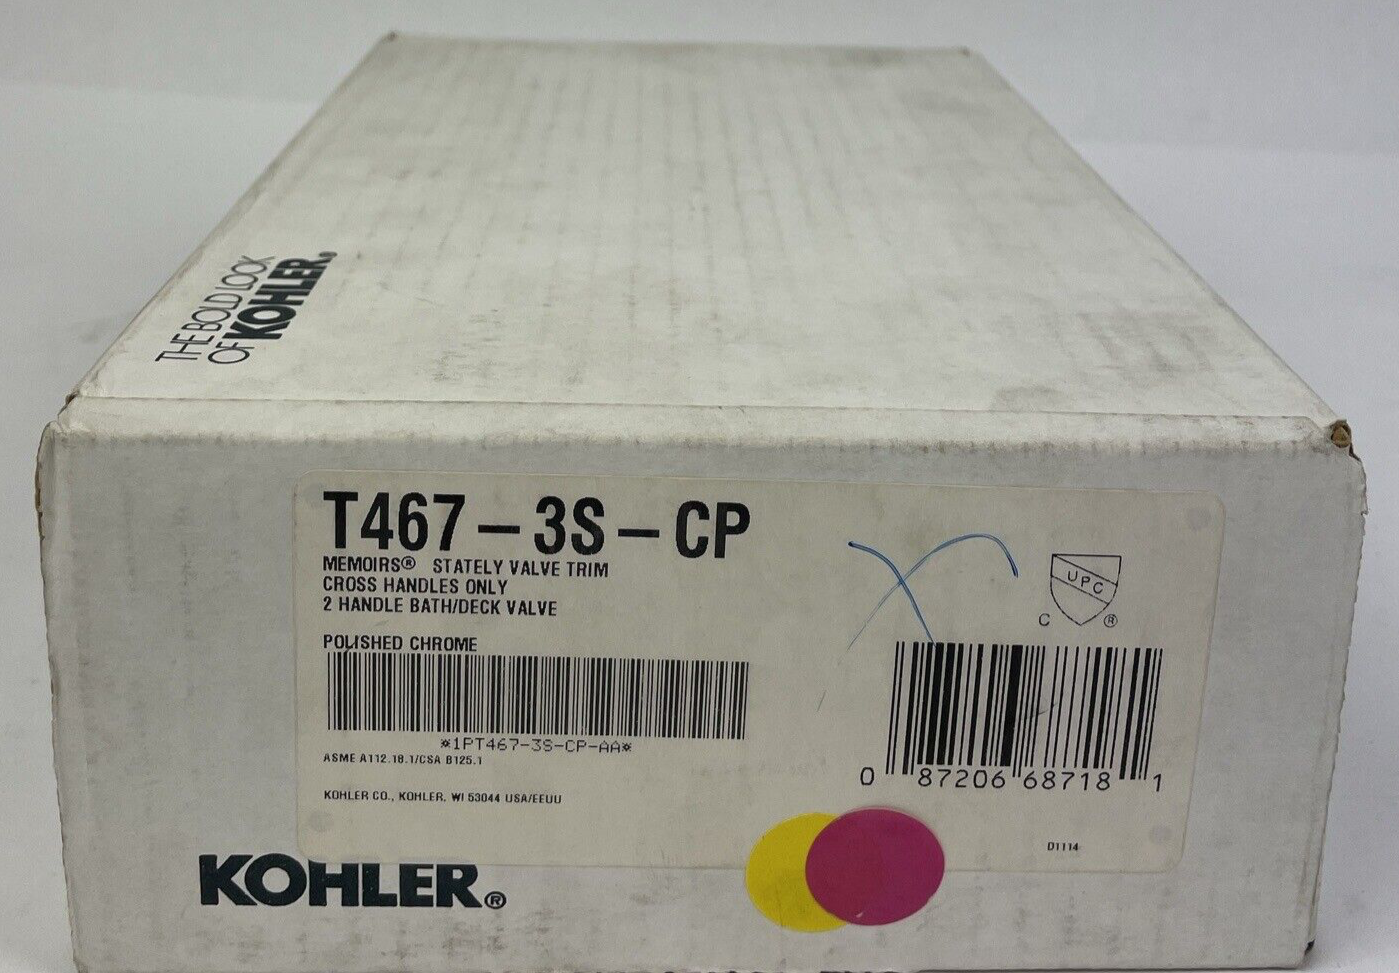 THE BOLD LOOK
OF KOHLER®
T467-3S-CP
MEMOIRS® STATELY VALVE TRIM
CROSS HANDLES ONLY
2 HANDLE BATH/DECK VALVE
POLISHED CHROME
*1PT467-3S-CP-AA*
ASME A112.18.1/CSA B125.1
KOHLER CO., KOHLER, WI 53044 USA/EEUU
UPC
C ®
0 87206 68718 1
D1114
KOHLER®